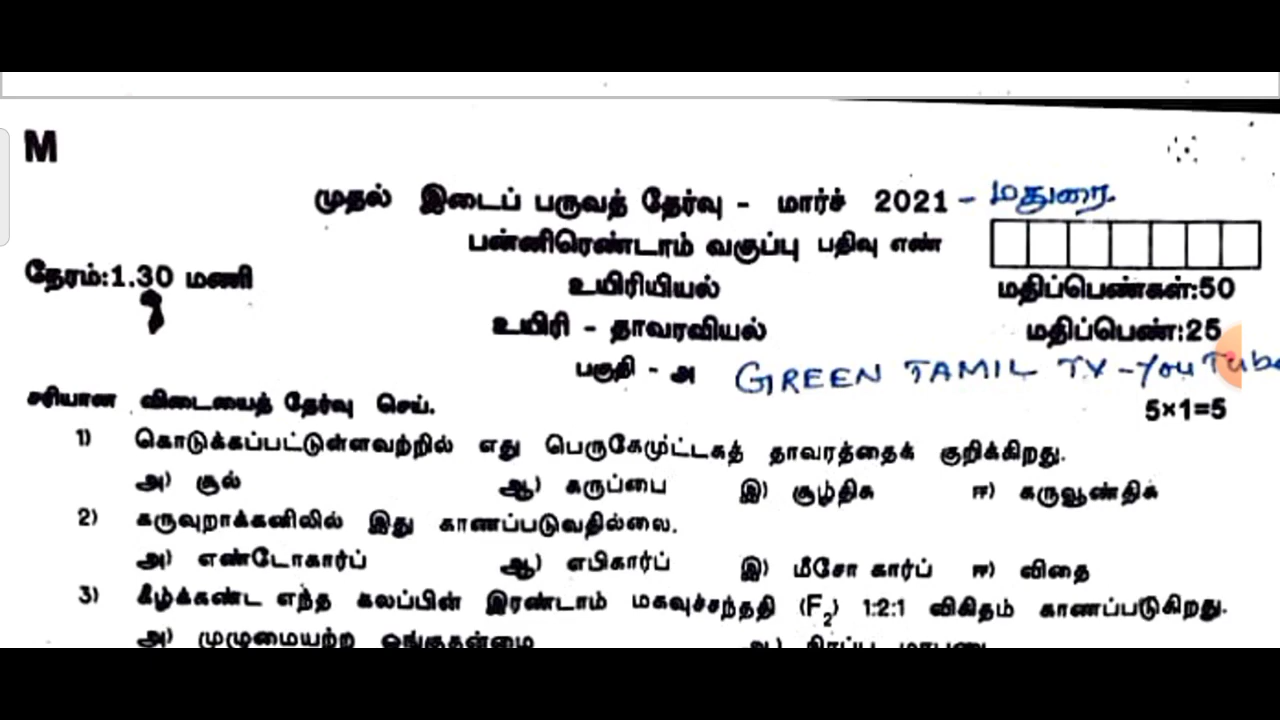 M
முதல் இடைப் பருவத் தேர்வு - மார்ச் 2021 - மதுரை.
பன்னிரெண்டாம் வகுப்பு பதிவு எண்
நேரம்:1.30 மணி உயிரியியல் மதிப்பெண்கள்:50
உயிரி - தாவரவியல் மதிப்பெண்:25
பகுதி - அ GREEN TAMIL TV - YouTube
சரியான விடையைத் தேர்வு செய். 5×1=5
1) கொடுக்கப்பட்டுள்ளவற்றில் எது பெருகேமுட்டகத் தாவரத்தைக் குறிக்கிறது.
அ) சூல் ஆ) கருப்பை இ) சூழ்திசு ஈ) கருவூண்திசு
2) கருவுறாக்கனிலில் இது காணப்படுவதில்லை.
அ) எண்டோகார்ப் ஆ) எபிகார்ப் இ) மீசோ கார்ப் ஈ) விதை
3) கீழ்க்கண்ட எந்த கலப்பின் இரண்டாம் மகவுச்சந்ததி (F₂) 1:2:1 விகிதம் காணப்படுகிறது.
அ) முழுமையற்ற ஓங்குதன்மை